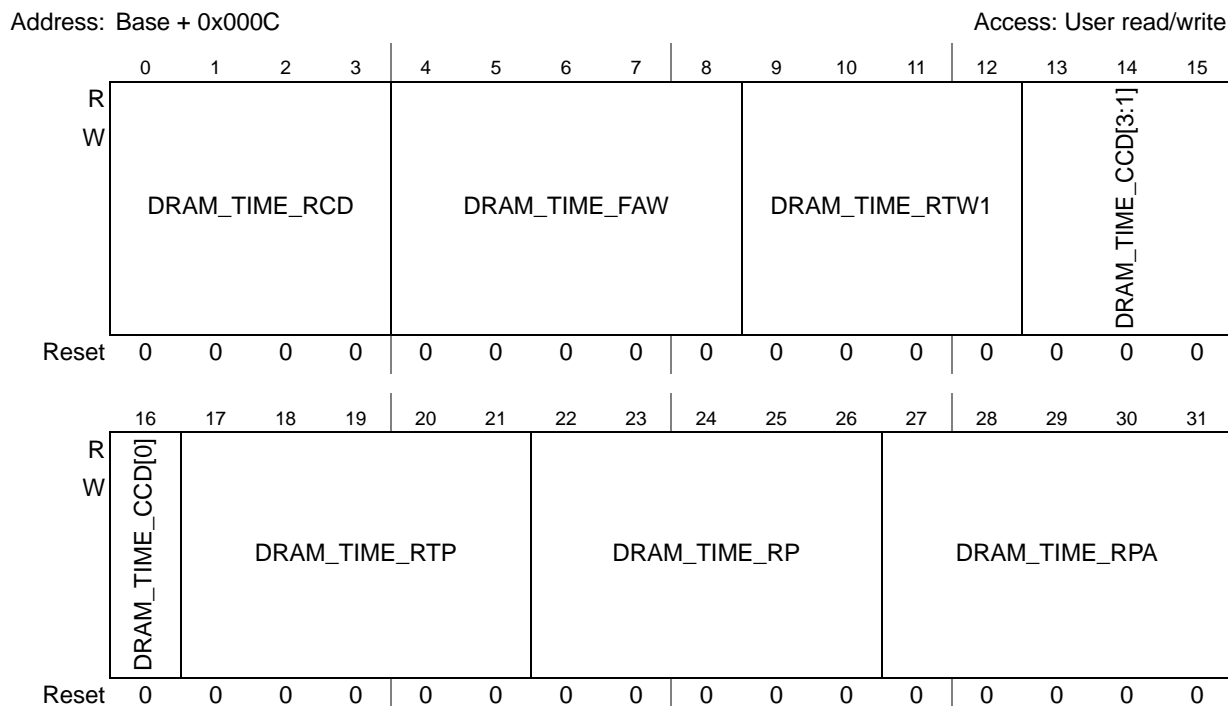 Address: Base + 0x000C Access: User read/write
0 1 2 3 4 5 6 7 8 9 10 11 12 13 14 15
R
W
DRAM_TIME_RCD DRAM_TIME_FAW DRAM_TIME_RTW1 DRAM_TIME_CCD[3:1]
Reset 0 0 0 0 0 0 0 0 0 0 0 0 0 0 0 0
16 17 18 19 20 21 22 23 24 25 26 27 28 29 30 31
R
W
DRAM_TIME_CCD[0] DRAM_TIME_RTP DRAM_TIME_RP DRAM_TIME_RPA
Reset 0 0 0 0 0 0 0 0 0 0 0 0 0 0 0 0